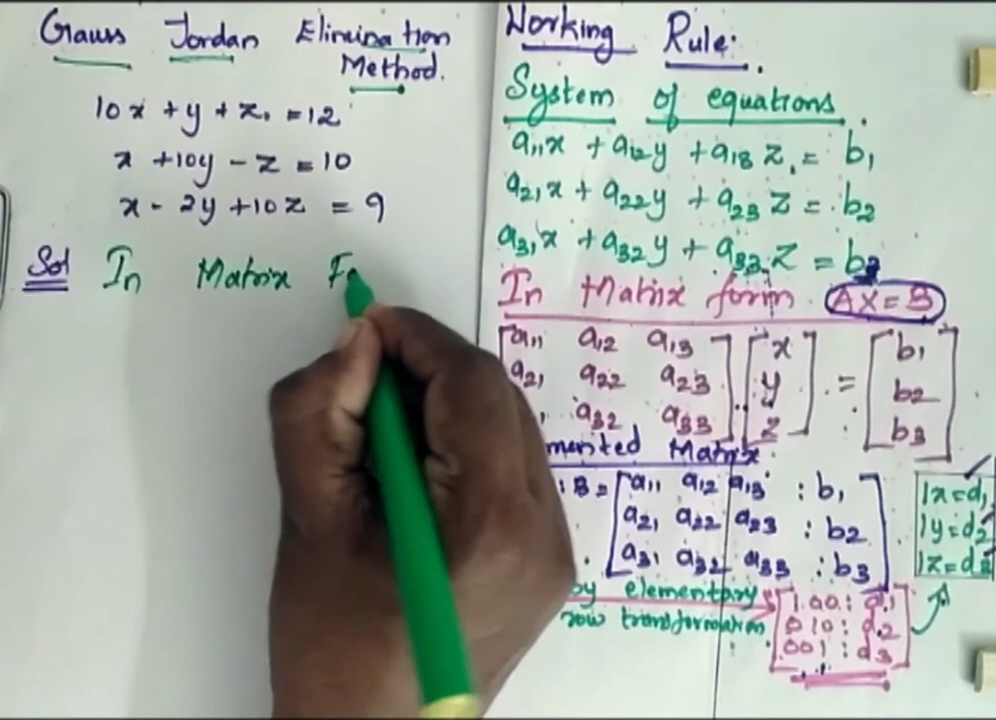 Gauss Jordan Elimination
Method.
10x + y + z = 12
x + 10y - z = 10
x - 2y + 10z = 9
Sol In Matrix Fo
Working Rule:
System of equations.
a11x + a12y + a13z = b1
a21x + a22y + a23z = b2
a31x + a32y + a33z = b3
In Matrix form AX=B
[a11 a12 a13] [x] = [b1]
[a21 a22 a23] [y] [b2]
a32 a33] [z] [b3]
mented Matrix
:B = [a11 a12 a13 : b1]
[a21 a22 a23 : b2]
[a31 a32 a33 : b3]
1x=d1
1y=d2
1z=d3
by elementary
row transformation
[1 0 0 : d1]
[0 1 0 : d2]
[0 0 1 : d3]